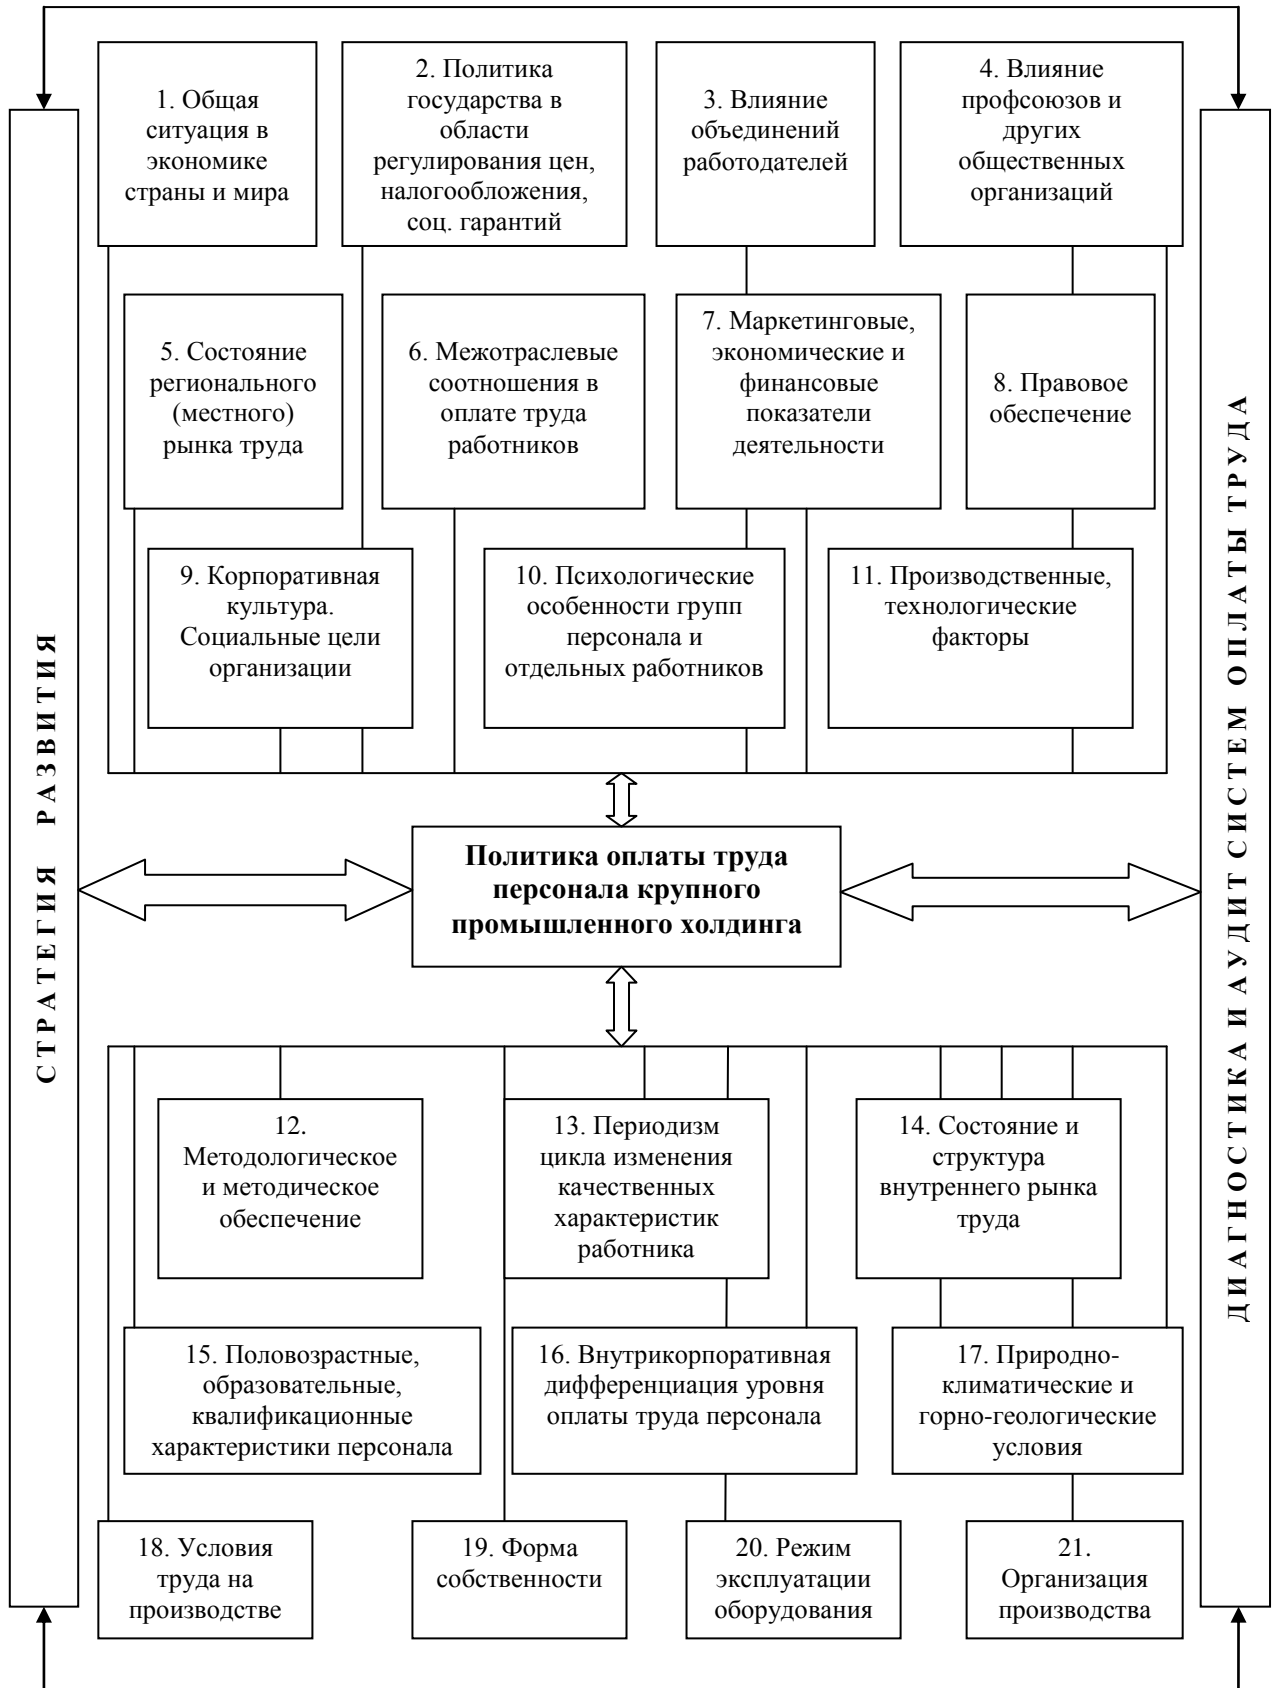 1. Общая
ситуация в
экономике
страны и мира
2. Политика
государства в
области
регулирования цен,
налогообложения,
соц. гарантий
3. Влияние
объединений
работодателей
4. Влияние
профсоюзов и
других
общественных
организаций
5. Состояние
регионального
(местного)
рынка труда
6. Межотраслевые
соотношения в
оплате труда
работников
7. Маркетинговые,
экономические и
финансовые
показатели
деятельности
8. Правовое
обеспечение
9. Корпоративная
культура.
Социальные цели
организации
10. Психологические
особенности групп
персонала и
отдельных работников
11. Производственные,
технологические
факторы
СТРАТЕГИЯ РАЗВИТИЯ
Политика оплаты труда
персонала крупного
промышленного холдинга
ДИАГНОСТИКА И АУДИТ СИСТЕМ ОПЛАТЫ ТРУДА
12.
Методологическое
и методическое
обеспечение
13. Периодизм
цикла изменения
качественных
характеристик
работника
14. Состояние и
структура
внутреннего рынка
труда
15. Половозрастные,
образовательные,
квалификационные
характеристики персонала
16. Внутрикорпоративная
дифференциация уровня
оплаты труда персонала
17. Природно-
климатические и
горно-геологические
условия
18. Условия
труда на
производстве
19. Форма
собственности
20. Режим
эксплуатации
оборудования
21.
Организация
производства